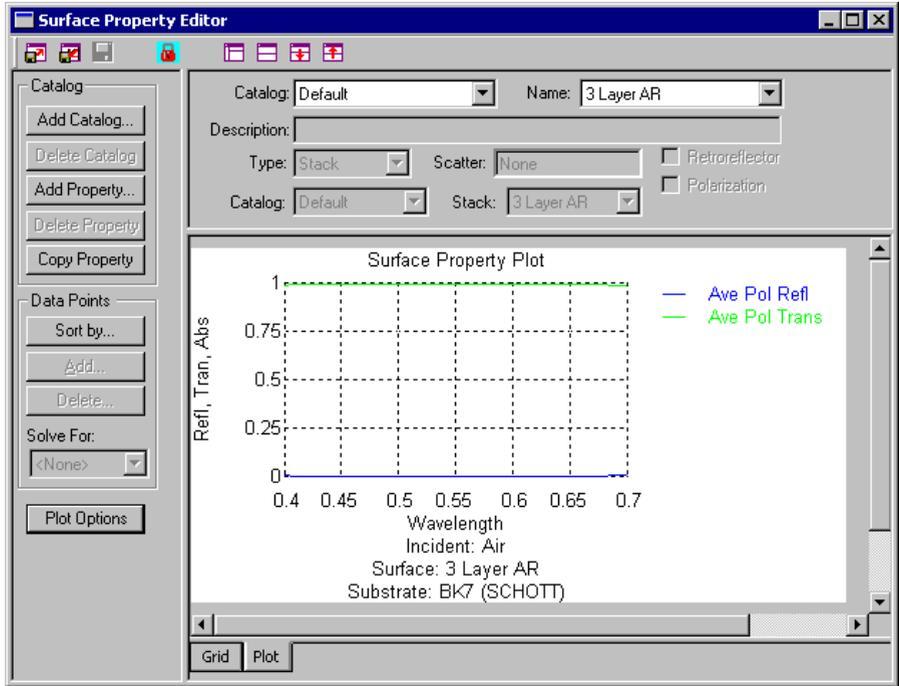 Surface Property Editor
Catalog
Add Catalog...
Delete Catalog
Add Property...
Delete Property
Copy Property
Data Points
Sort by...
Add...
Delete...
Solve For:
<None>
Plot Options
Catalog: Default Name: 3 Layer AR
Description:
Type: Stack Scatter: None Retroreflector
Polarization
Catalog: Default Stack: 3 Layer AR
Surface Property Plot
Refl, Tran, Abs
1
0.75
0.5
0.25
0
0.4 0.45 0.5 0.55 0.6 0.65 0.7
Wavelength
Incident: Air
Surface: 3 Layer AR
Substrate: BK7 (SCHOTT)
Ave Pol Refl
Ave Pol Trans
Grid Plot